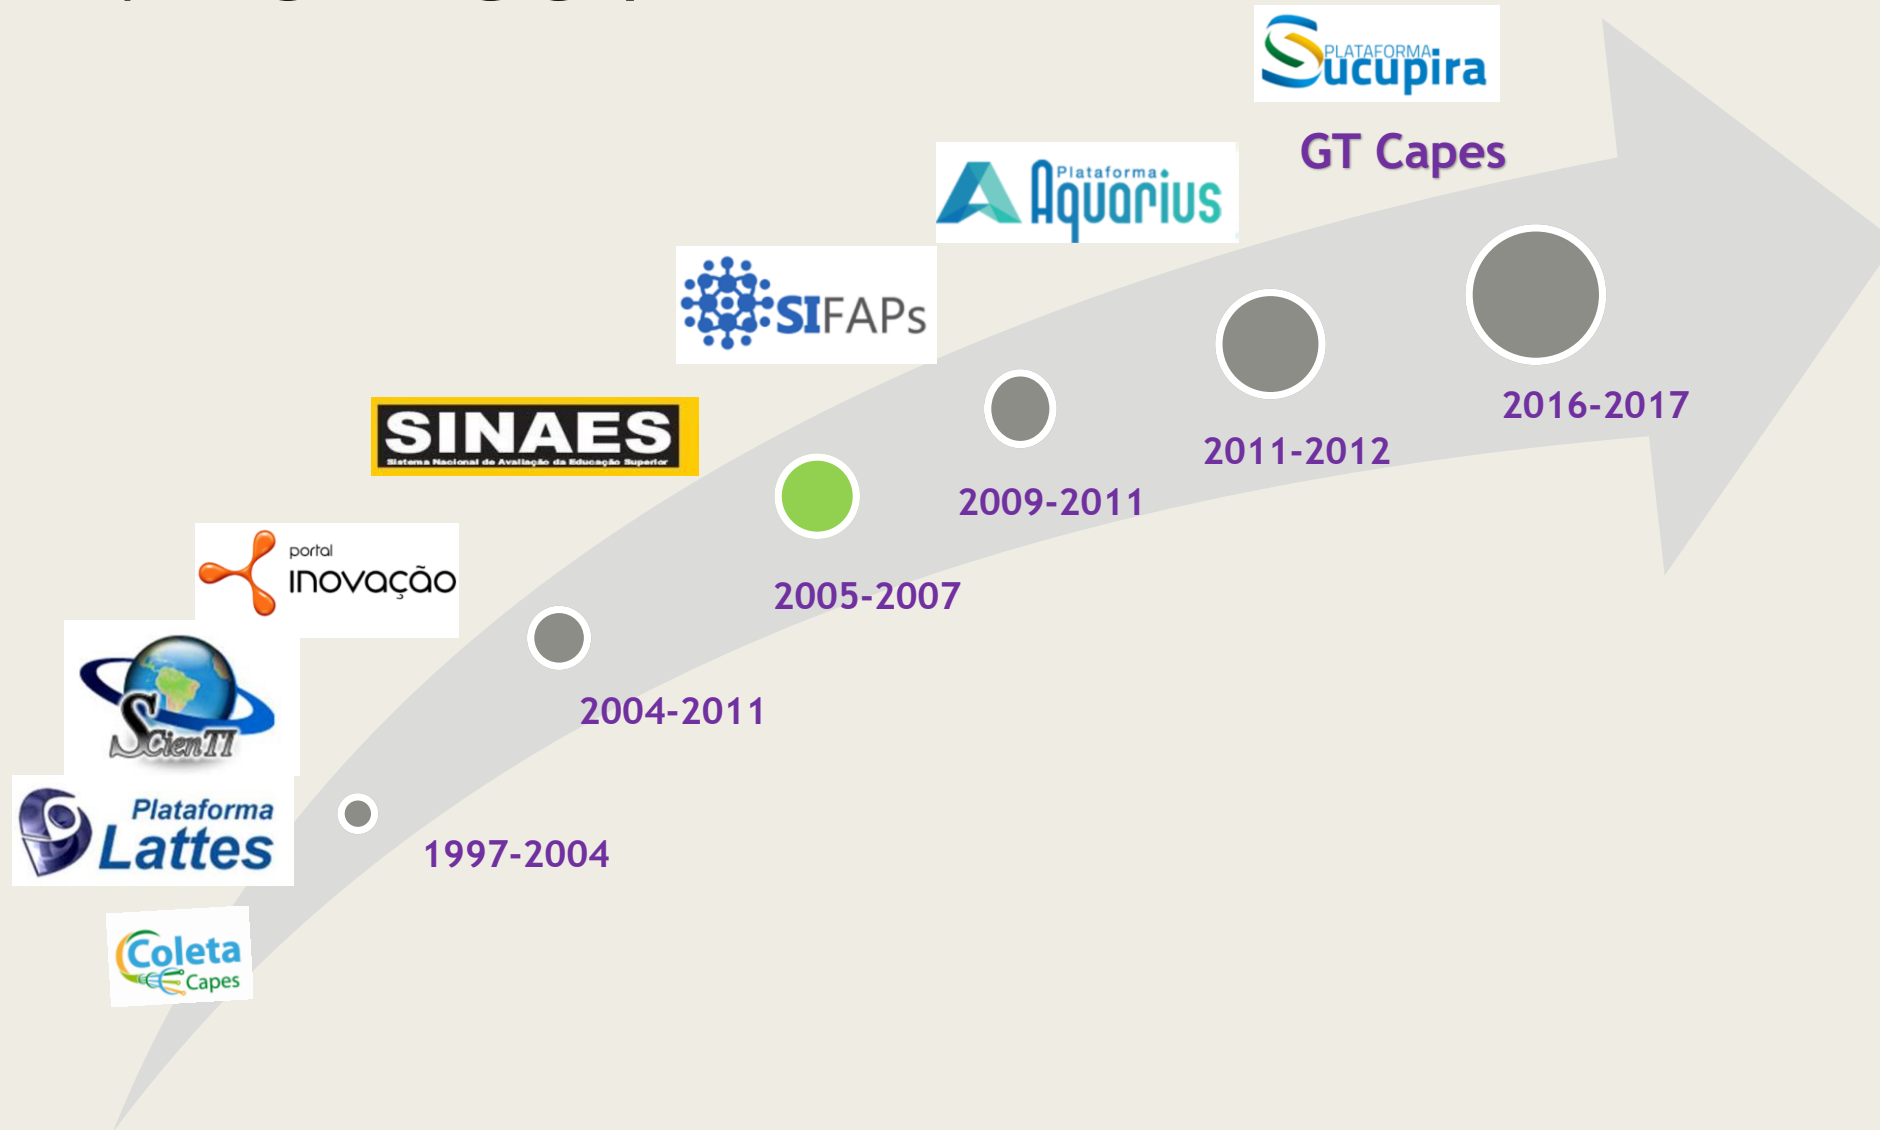 PLATAFORMA
Sucupira
GT Capes
Plataforma
Aquarius
SIFAPs
SINAES
Sistema Nacional de Avaliação da Educação Superior
portal
inovação
ScienTI
Plataforma
Lattes
Coleta
Capes
1997-2004
2004-2011
2005-2007
2009-2011
2011-2012
2016-2017